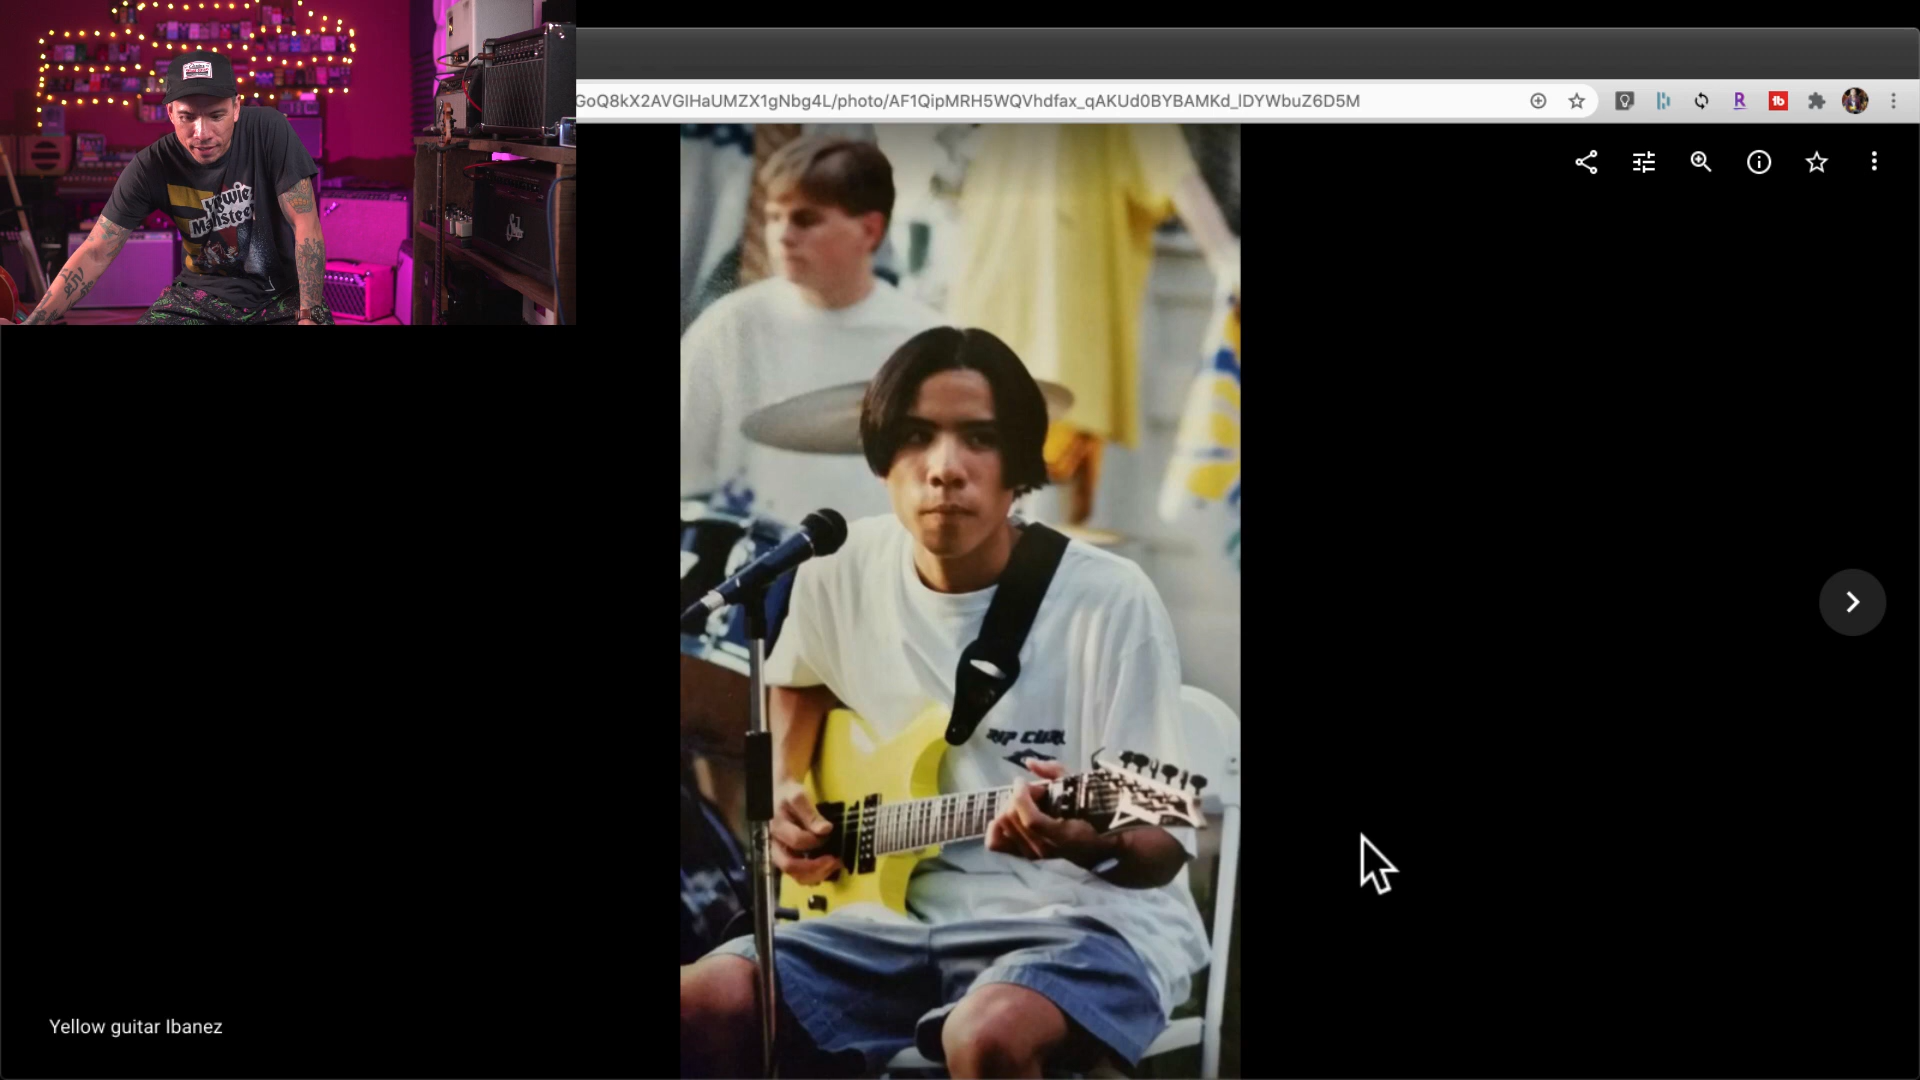 GoQ8kX2AVGIHaUMZX1gNbg4L/photo/AF1QipMRH5WQVhdfax_qAKUd0BYBAMKd_lDYWbuZ6D5M
R
RIP CURL
Yellow guitar Ibanez